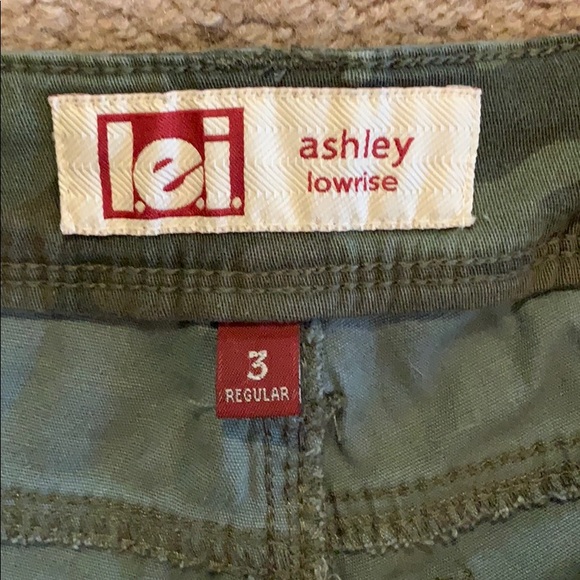 l.e.i.
ashley
lowrise
3
REGULAR